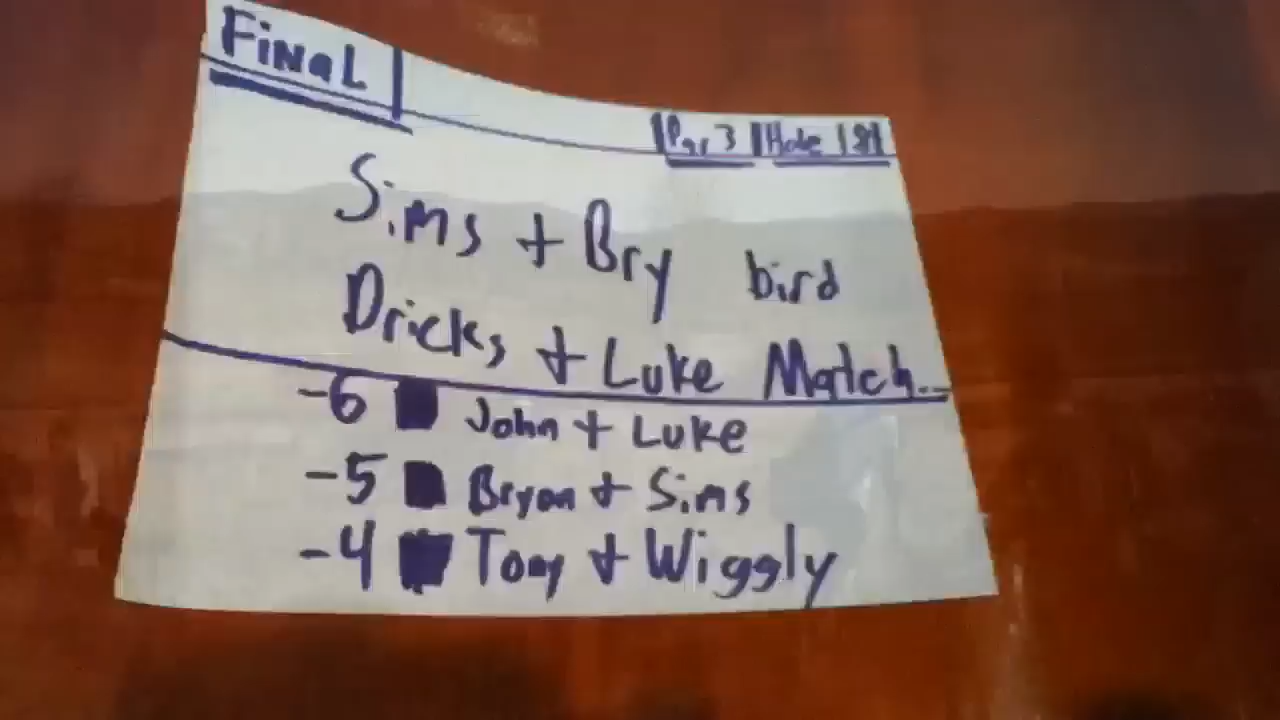 FiNaL
Par 3 Hole
Sims + Bry bird
Dricks + Luke Match..
-6 John + Luke
-5 Bryan + Sims
-4 Tony + Wiggly